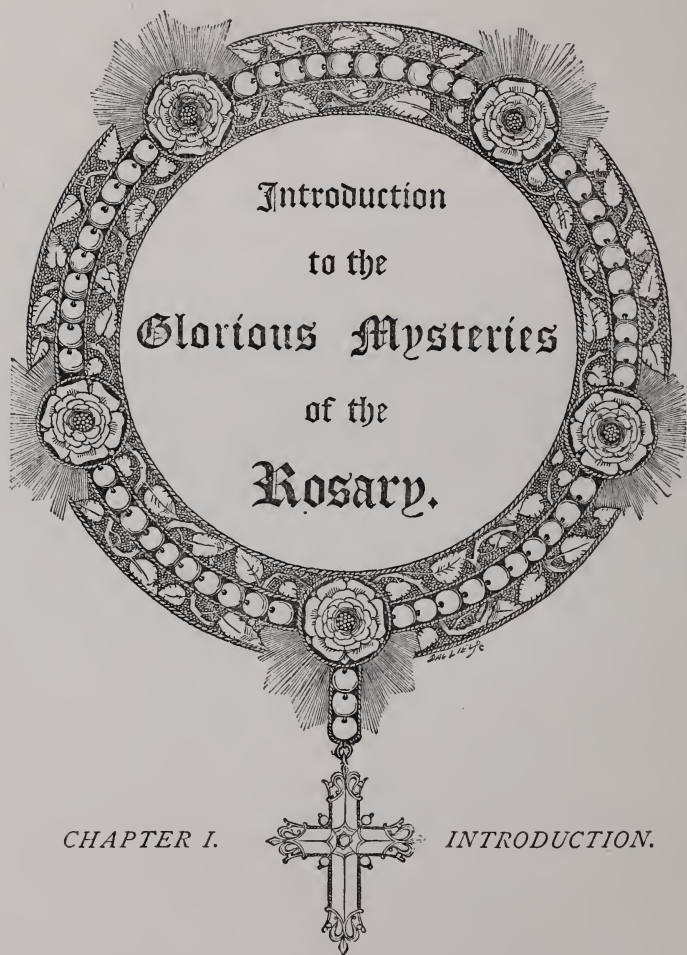 Introduction
to the
Glorious Mysteries
of the
Rosary.
CHAPTER I. INTRODUCTION.